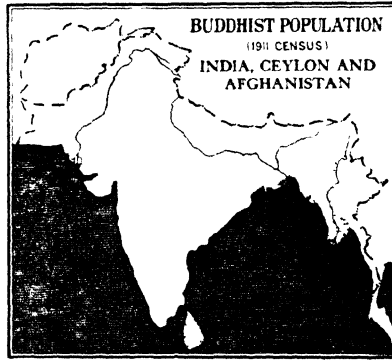 BUDDHIST POPULATION
(1911 CENSUS)
INDIA, CEYLON AND
AFGHANISTAN